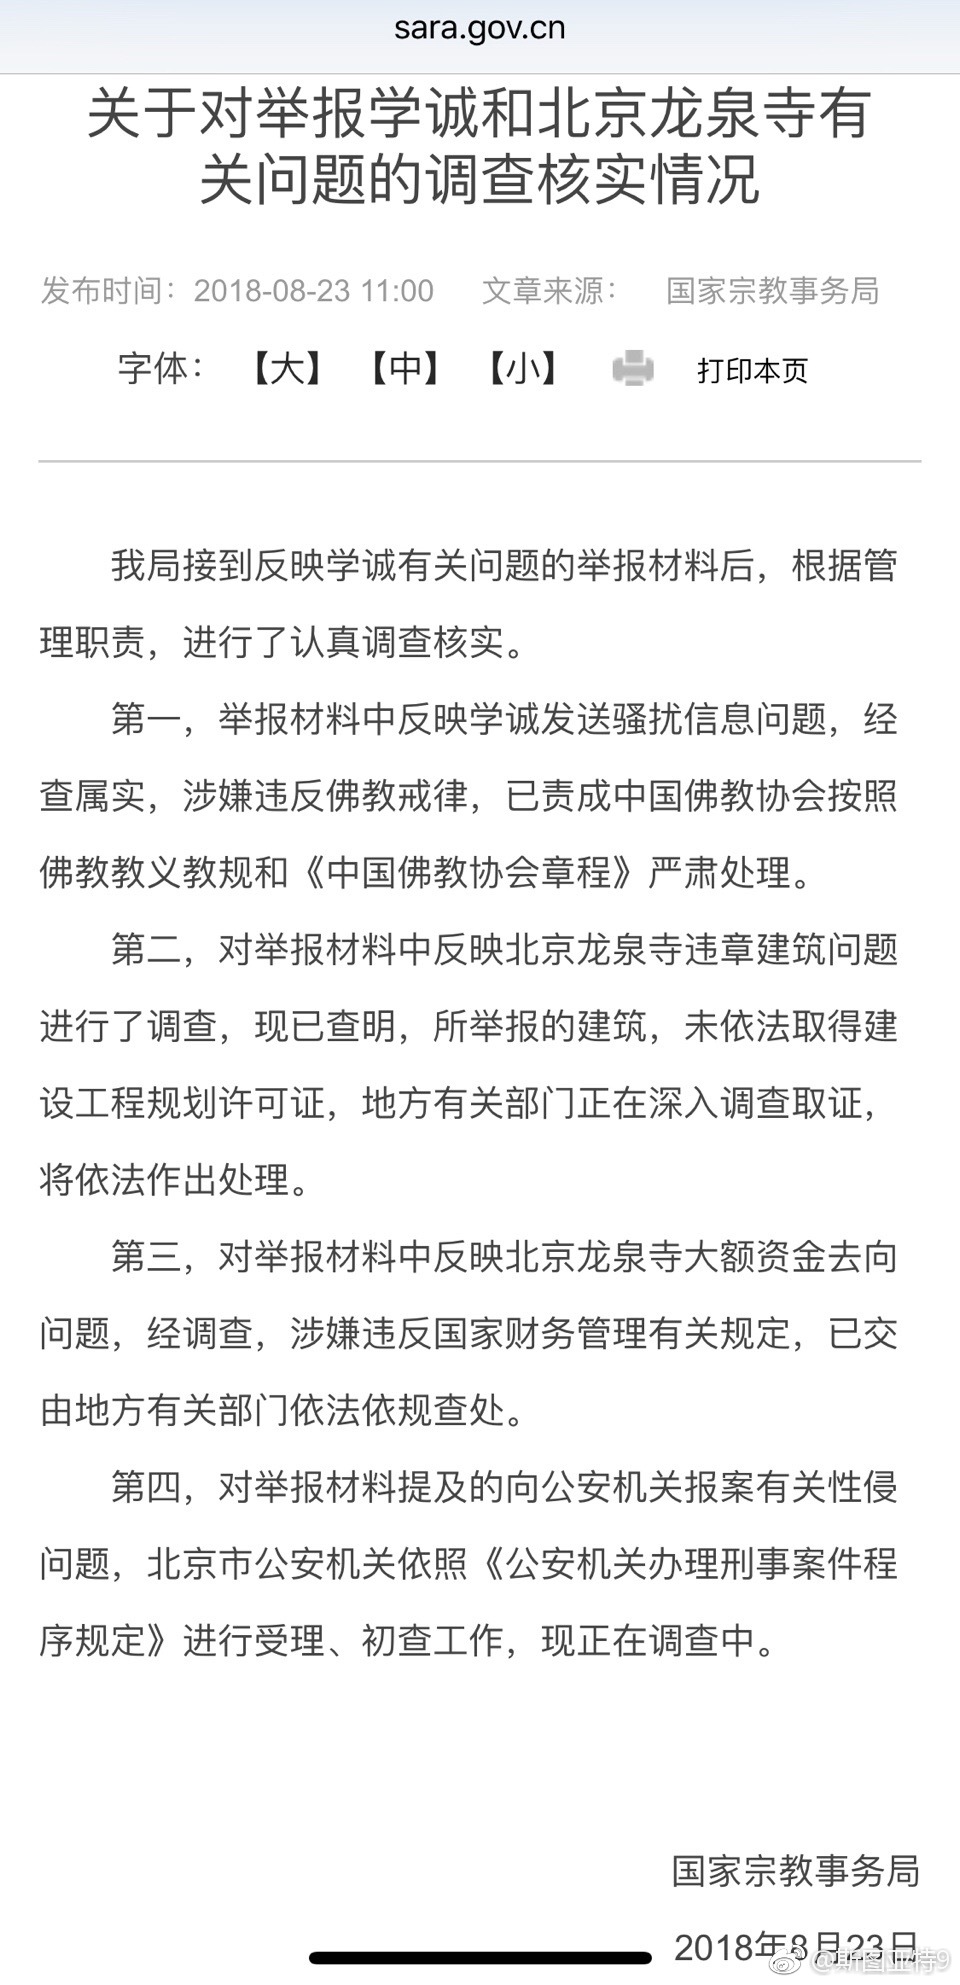 sara.gov.cn
关于对举报学诚和北京龙泉寺有
关问题的调查核实情况
发布时间：2018-08-23 11:00 文章来源： 国家宗教事务局
字体： 【大】 【中】 【小】 打印本页
我局接到反映学诚有关问题的举报材料后，根据管
理职责，进行了认真调查核实。
第一，举报材料中反映学诚发送骚扰信息问题，经
查属实，涉嫌违反佛教戒律，已责成中国佛教协会按照
佛教教义教规和《中国佛教协会章程》严肃处理。
第二，对举报材料中反映北京龙泉寺违章建筑问题
进行了调查，现已查明，所举报的建筑，未依法取得建
设工程规划许可证，地方有关部门正在深入调查取证，
将依法作出处理。
第三，对举报材料中反映北京龙泉寺大额资金去向
问题，经调查，涉嫌违反国家财务管理有关规定，已交
由地方有关部门依法依规查处。
第四，对举报材料提及的向公安机关报案有关性侵
问题，北京市公安机关依照《公安机关办理刑事案件程
序规定》进行受理、初查工作，现正在调查中。
国家宗教事务局
2018年8月23日
@斯图亚特9